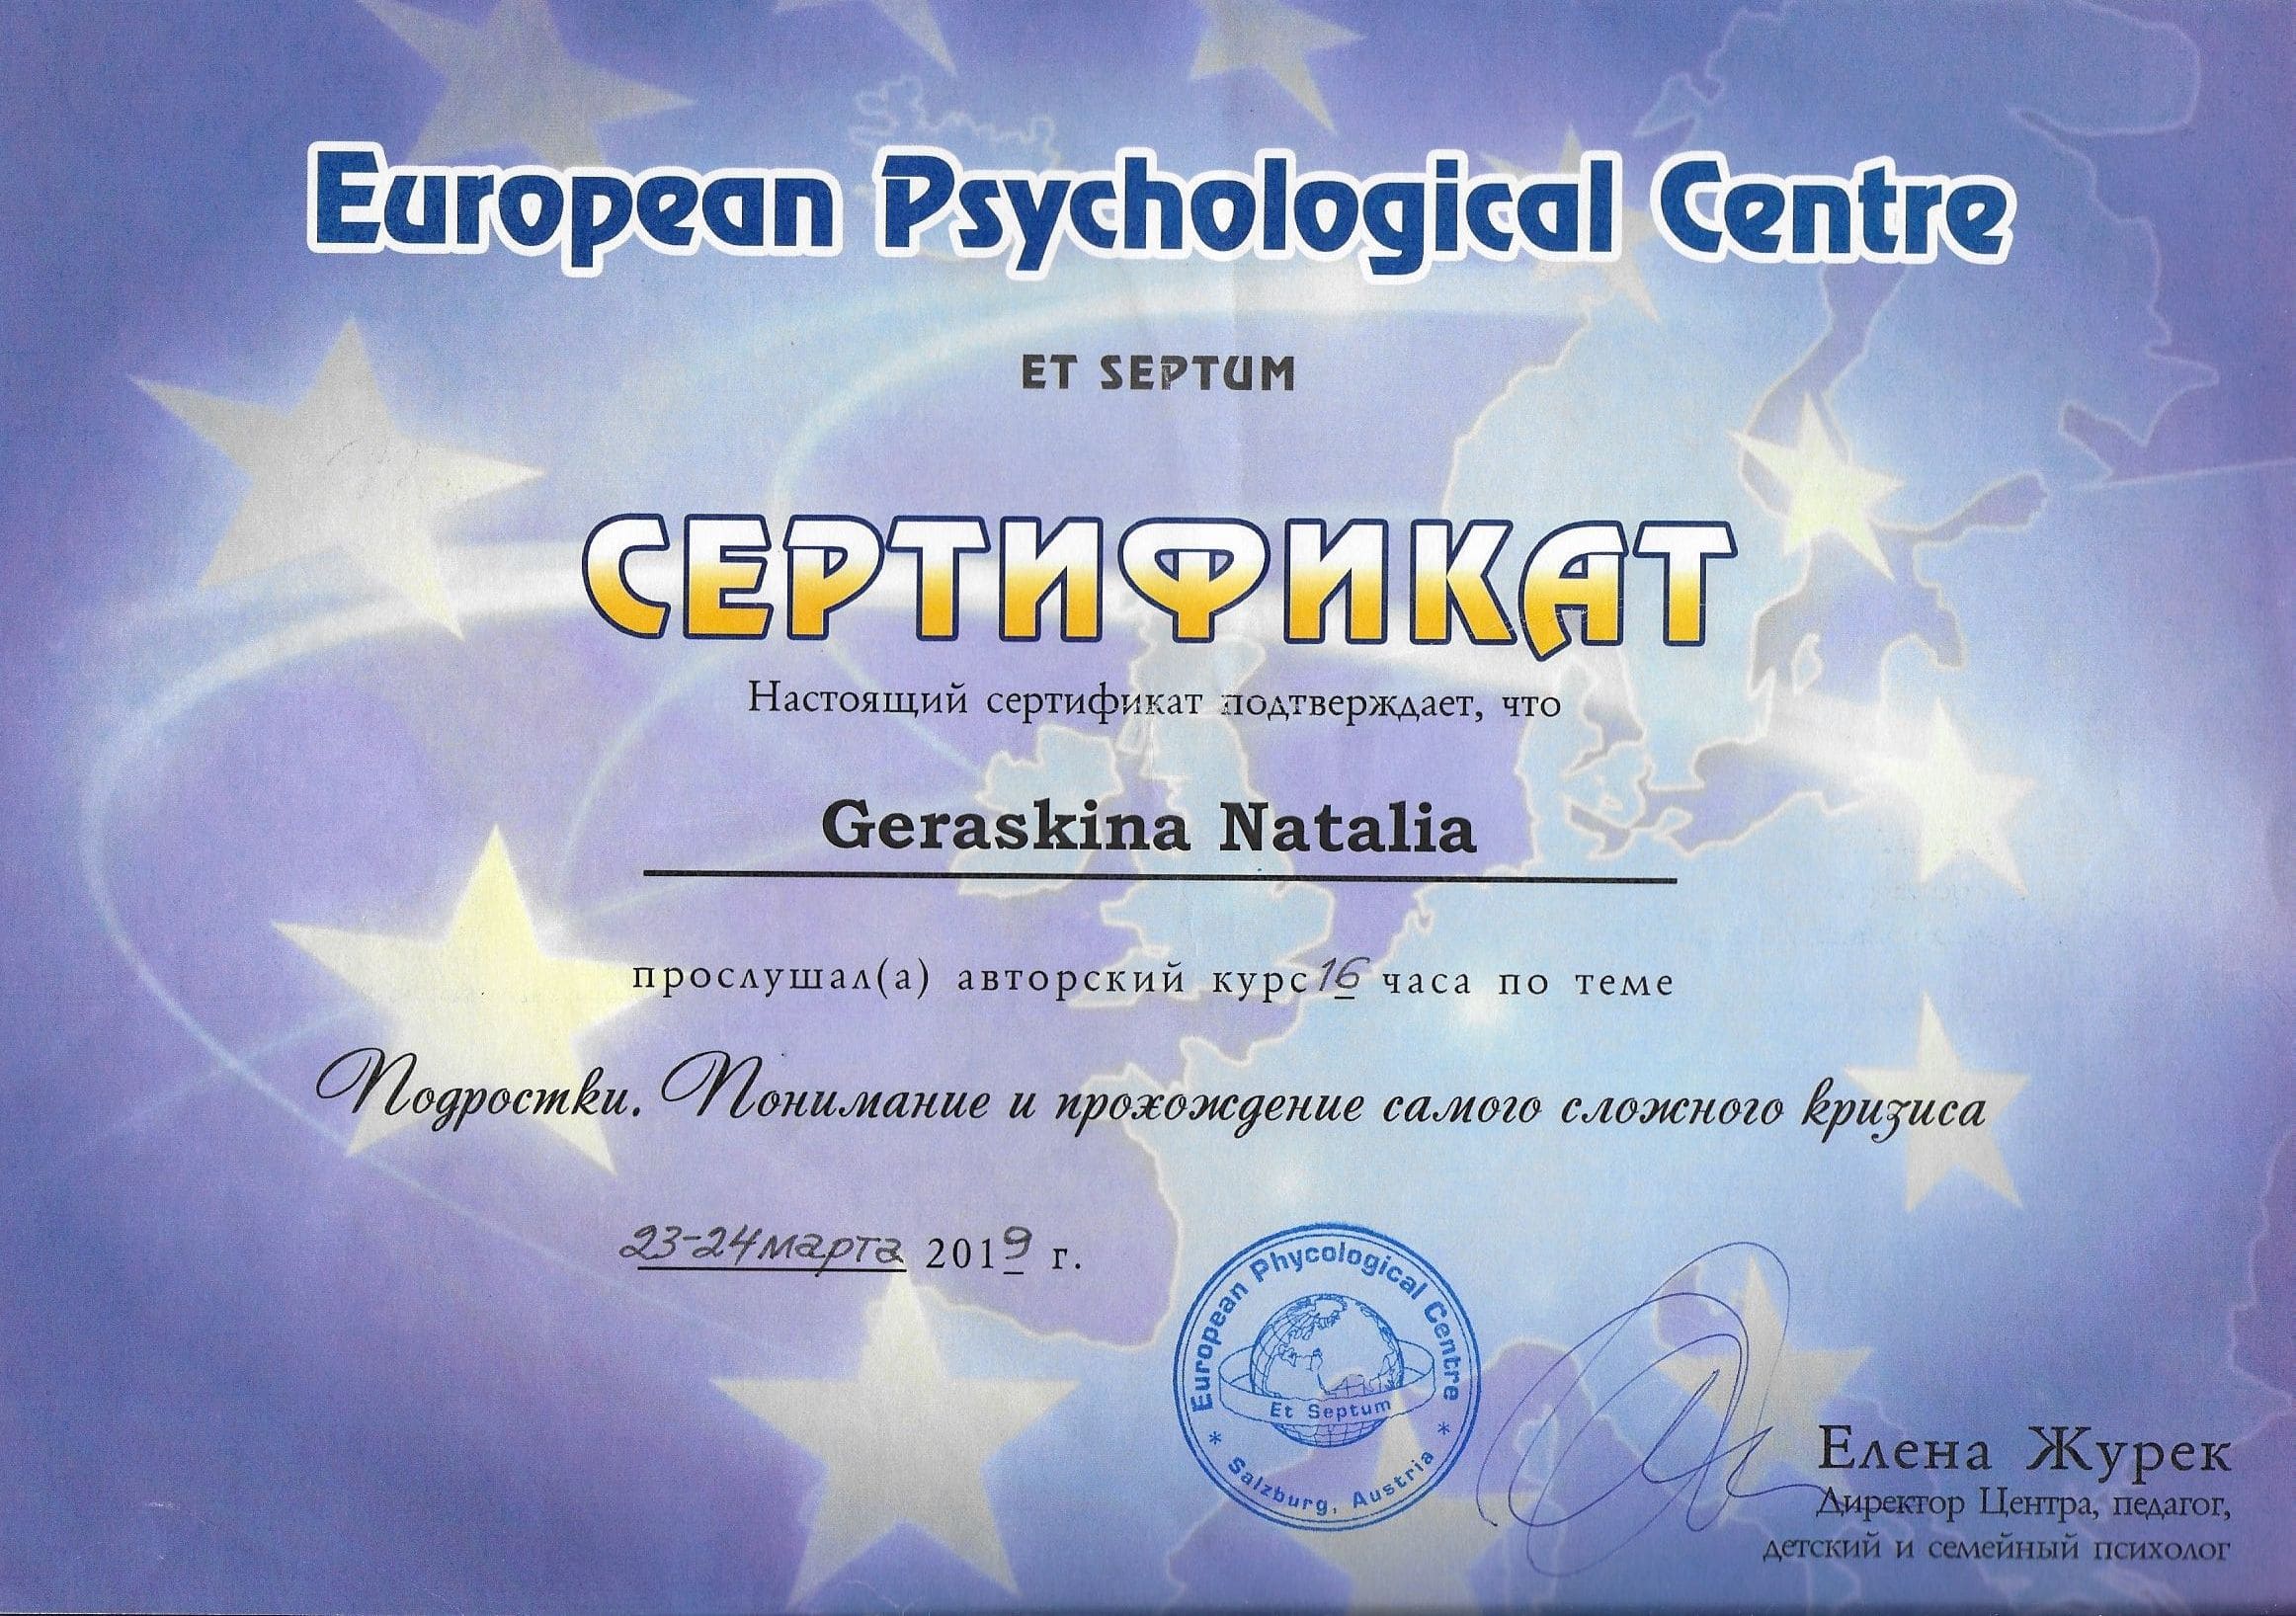 European Psychological Centre
ET SEPTUM
СЕРТИФИКАТ
Настоящий сертификат подтверждает, что
Geraskina Natalia
прослушал(а) авторский курс 16 часа по теме
Подростки. Понимание и прохождение самого сложного кризиса
23-24 марта 2019 г.
European Phycological Centre
Et Septum
* Salzburg, Austria *
Елена Журек
Директор Центра, педагог,
детский и семейный психолог